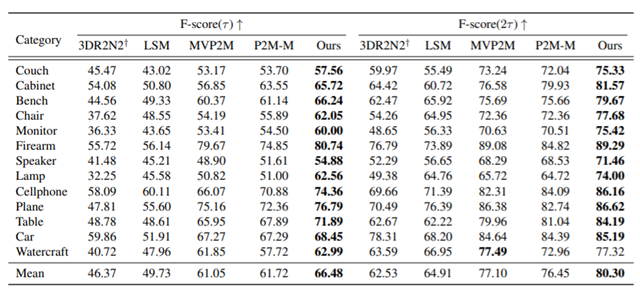 Category F-score(τ) ↑ F-score(2τ) ↑
3DR2N2† LSM MVP2M P2M-M Ours 3DR2N2† LSM MVP2M P2M-M Ours
Couch 45.47 43.02 53.17 53.70 57.56 59.97 55.49 73.24 72.04 75.33
Cabinet 54.08 50.80 56.85 63.55 65.72 64.42 60.72 76.58 79.93 81.57
Bench 44.56 49.33 60.37 61.14 66.24 62.47 65.92 75.69 75.66 79.67
Chair 37.62 48.55 54.19 55.89 62.05 54.26 64.95 72.36 72.36 77.68
Monitor 36.33 43.65 53.41 54.50 60.00 48.65 56.33 70.63 70.51 75.42
Firearm 55.72 56.14 79.67 74.85 80.74 76.79 73.89 89.08 84.82 89.29
Speaker 41.48 45.21 48.90 51.61 54.88 52.29 56.65 68.29 68.53 71.46
Lamp 32.25 45.58 50.82 51.00 62.56 49.38 64.76 65.72 64.72 74.00
Cellphone 58.09 60.11 66.07 70.88 74.36 69.66 71.39 82.31 84.09 86.16
Plane 47.81 55.60 75.16 72.36 76.79 70.49 76.39 86.38 82.74 86.62
Table 48.78 48.61 65.95 67.89 71.89 62.67 62.22 79.96 81.04 84.19
Car 59.86 51.91 67.27 67.29 68.45 78.31 68.20 84.64 84.39 85.19
Watercraft 40.72 47.96 61.85 57.72 62.99 63.59 66.95 77.49 72.96 77.32
Mean 46.37 49.73 61.05 61.72 66.48 62.53 64.91 77.10 76.45 80.30